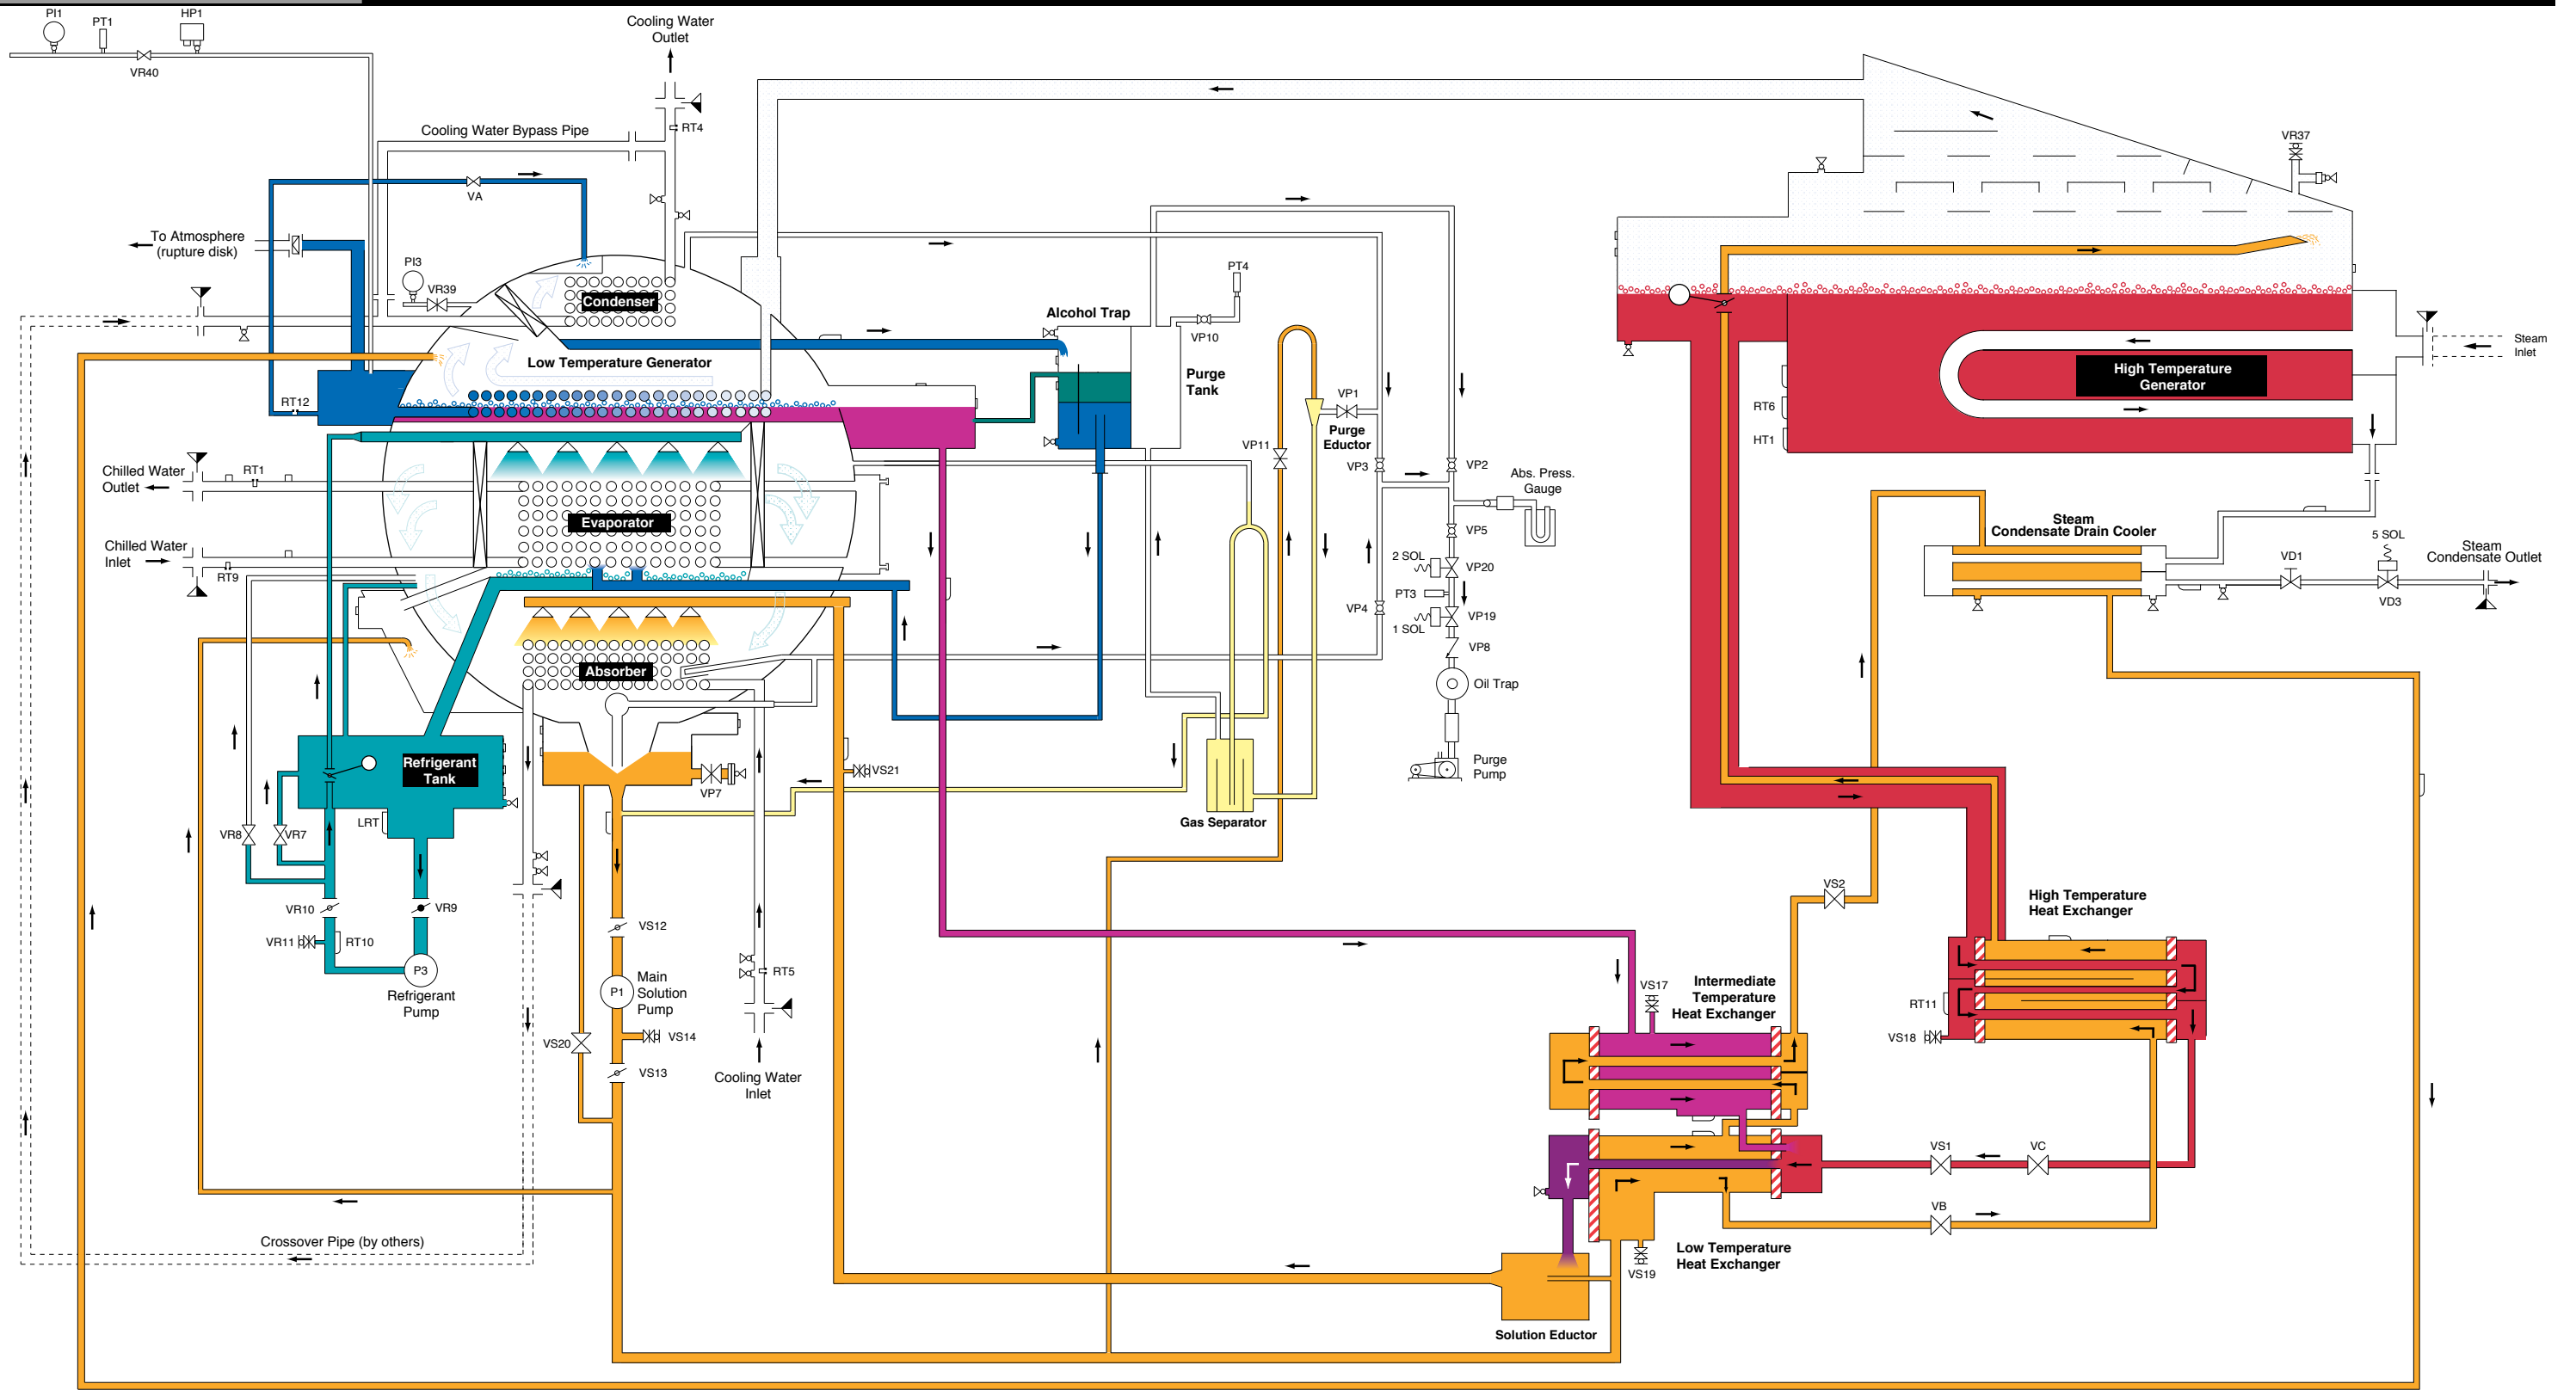 PI1
PT1
HP1
VR40
Cooling Water
Outlet
RT4
Cooling Water Bypass Pipe
VA
To Atmosphere
(rupture disk)
PI3
VR39
Condenser
Low Temperature Generator
RT12
Alcohol Trap
Purge
Tank
PT4
VP10
VP1
Purge
Eductor
VP11
VP3
VP2
Abs. Press.
Gauge
VP5
2 SOL
VP20
PT3
VP4
VP19
1 SOL
VP8
Oil Trap
Purge
Pump
VR37
Steam
Inlet
High Temperature
Generator
RT6
HT1
Steam
Condensate Drain Cooler
5 SOL
VD1
VD3
Steam
Condensate Outlet
Chilled Water
Outlet
RT1
Evaporator
Chilled Water
Inlet
RT9
Absorber
Refrigerant
Tank
VP7
VS21
Gas Separator
LRT
VR8
VR7
VR10
VR9
VR11
RT10
P3
Refrigerant
Pump
VS12
P1
Main
Solution
Pump
VS14
VS20
VS13
RT5
Cooling Water
Inlet
VS2
High Temperature
Heat Exchanger
RT11
VS18
Intermediate
Temperature
Heat Exchanger
VS17
VS1
VC
VB
Low Temperature
Heat Exchanger
VS19
Solution Eductor
Crossover Pipe (by others)